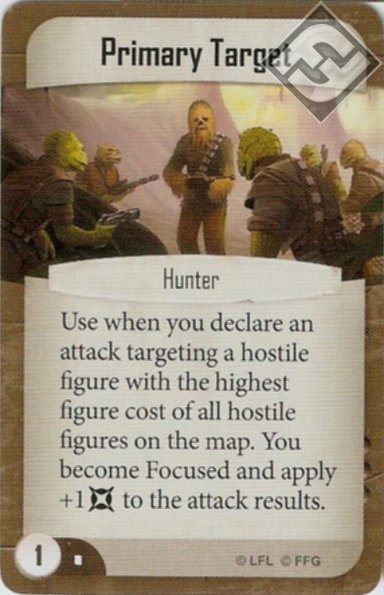 Primary Target
Hunter
Use when you declare an
attack targeting a hostile
figure with the highest
figure cost of all hostile
figures on the map. You
become Focused and apply
+1 to the attack results.
1
© LFL © FFG